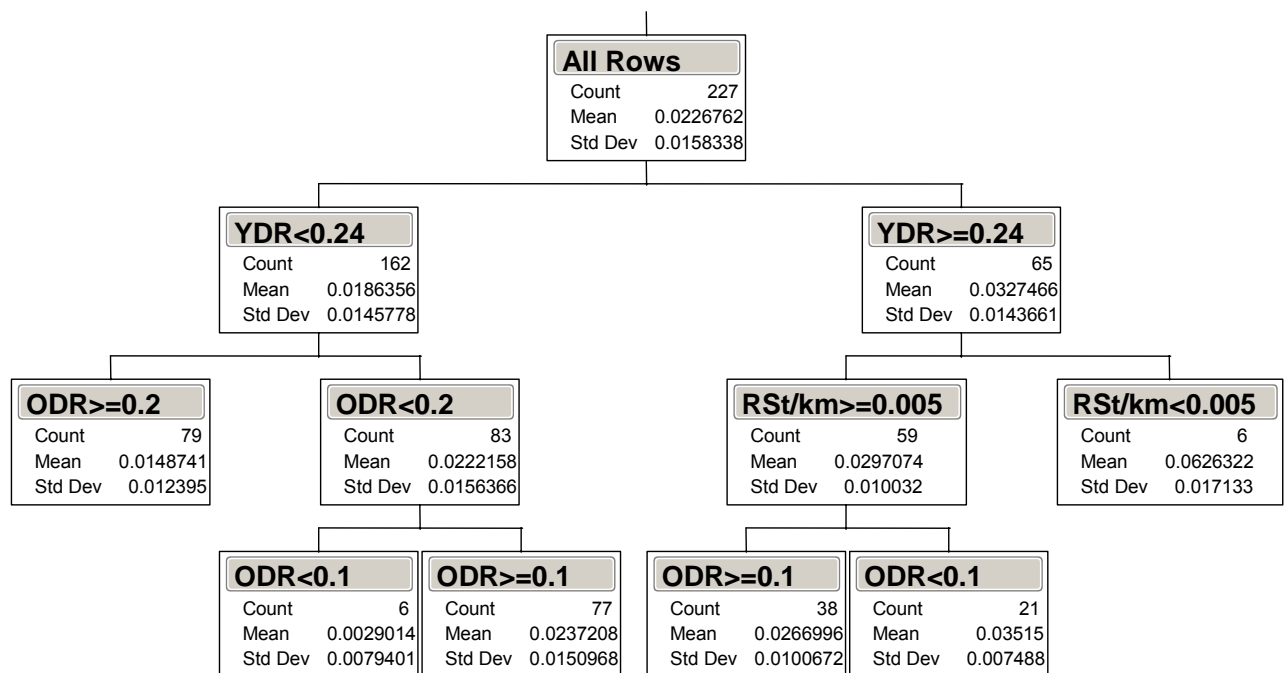 All Rows
Count 227
Mean 0.0226762
Std Dev 0.0158338
YDR<0.24
Count 162
Mean 0.0186356
Std Dev 0.0145778
YDR>=0.24
Count 65
Mean 0.0327466
Std Dev 0.0143661
ODR>=0.2
Count 79
Mean 0.0148741
Std Dev 0.012395
ODR<0.2
Count 83
Mean 0.0222158
Std Dev 0.0156366
RSt/km>=0.005
Count 59
Mean 0.0297074
Std Dev 0.010032
RSt/km<0.005
Count 6
Mean 0.0626322
Std Dev 0.017133
ODR<0.1
Count 6
Mean 0.0029014
Std Dev 0.0079401
ODR>=0.1
Count 77
Mean 0.0237208
Std Dev 0.0150968
ODR>=0.1
Count 38
Mean 0.0266996
Std Dev 0.0100672
ODR<0.1
Count 21
Mean 0.03515
Std Dev 0.007488